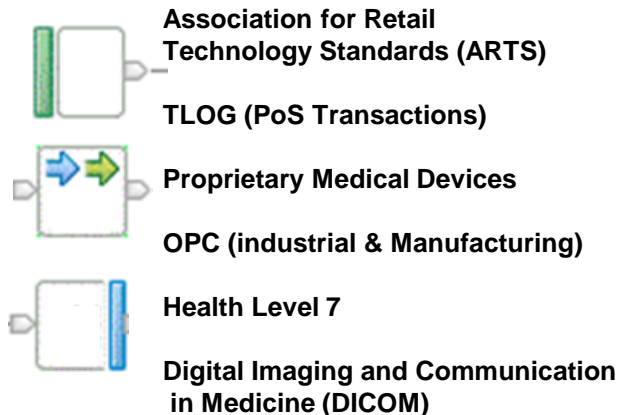 Association for Retail
Technology Standards (ARTS)
TLOG (PoS Transactions)
Proprietary Medical Devices
OPC (industrial & Manufacturing)
Health Level 7
Digital Imaging and Communication
in Medicine (DICOM)